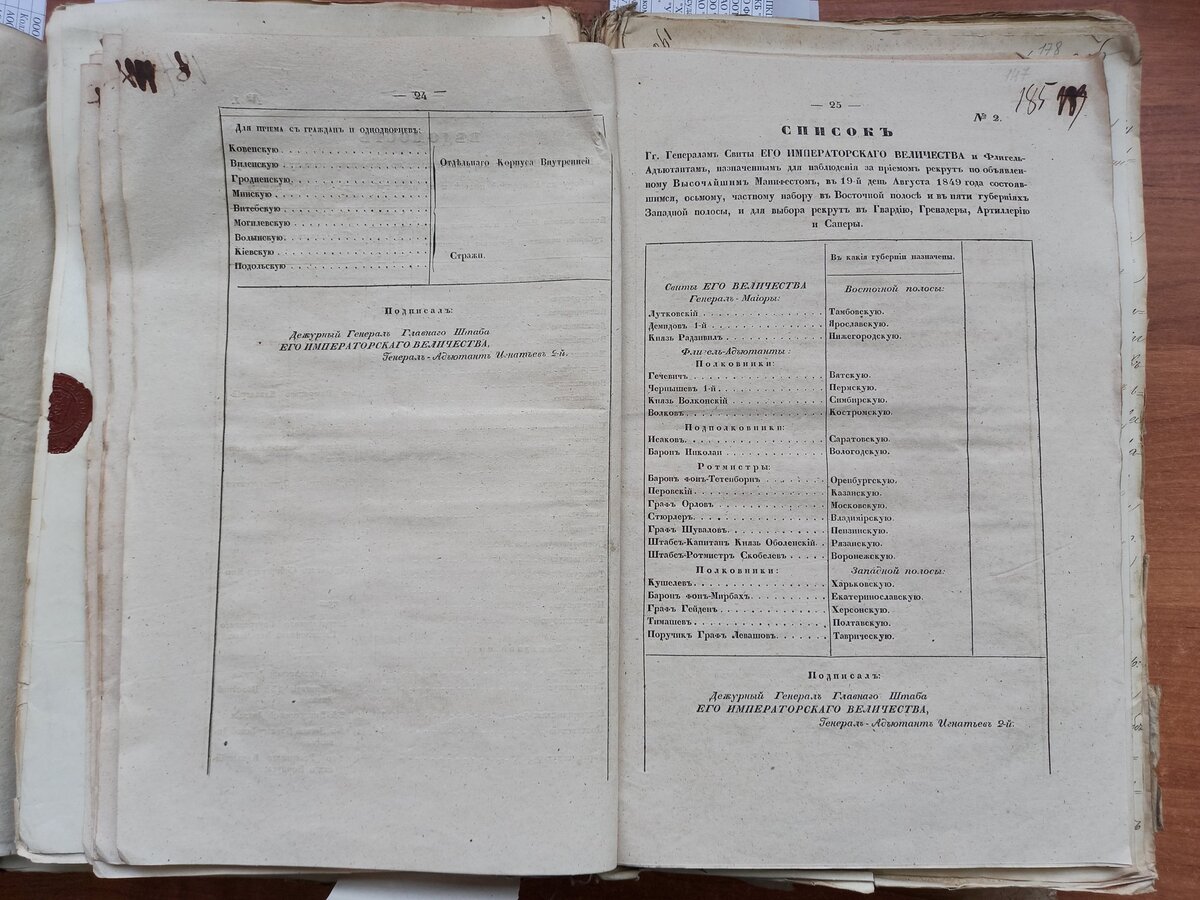 — 24 —
Для пріема съ гражданъ и однодворцевъ:
Ковенскую
Виленскую
Отдѣльнаго Корпуса Внутренней
Гродненскую
Минскую
Витебскую
Могилевскую
Волынскую
Кіевскую
Стражи.
Подольскую
Подписалъ:
Дежурный Генералъ Главнаго Штаба
ЕГО ИМПЕРАТОРСКАГО ВЕЛИЧЕСТВА,
Генералъ-Адъютантъ Игнатьевъ 2-й.
178
147
185
— 25 —
№ 2.
СПИСОКЪ
Гг. Генераламъ Свиты ЕГО ИМПЕРАТОРСКАГО ВЕЛИЧЕСТВА и Флигель-
Адъютантамъ, назначеннымъ для наблюденія за пріемомъ рекрутъ по объявлен-
ному Высочайшимъ Манифестомъ, въ 19-й день Августа 1849 года состояв-
шимся, осьмому, частному набору въ Восточной полосѣ и въ пяти губерніяхъ
Западной полосы, и для выбора рекрутъ въ Гвардію, Гренадеры, Артиллерію
и Саперы.
Въ какія губерніи назначены.
Свиты ЕГО ВЕЛИЧЕСТВА
Восточной полосы:
Генералъ-Маіоры:
Лутковскій Тамбовскую.
Демидовъ 1-й Ярославскую.
Князь Радзивилъ Нижегородскую.
Флигель-Адъютанты:
Полковники:
Гечевичъ Вятскую.
Чернышевъ 1-й Пермскую.
Князь Волконскій Симбирскую.
Волковъ Костромскую.
Подполковники:
Исаковъ Саратовскую.
Баронъ Николаи Вологодскую.
Ротмистры:
Баронъ фонъ-Тетенборнъ Оренбургскую.
Перовскій Казанскую.
Графъ Орловъ Московскую.
Стюрлеръ Владимірскую.
Графъ Шуваловъ Пензинскую.
Штабсъ-Капитанъ Князь Оболенскій Рязанскую.
Штабсъ-Ротмистръ Скобелевъ Воронежскую.
Полковники: Западной полосы:
Кушелевъ Харьковскую.
Баронъ фонъ-Мирбахъ Екатеринославскую.
Графъ Гейденъ Херсонскую.
Тимашевъ Полтавскую.
Поручикъ Графъ Левашовъ Таврическую.
Подписалъ:
Дежурный Генералъ Главнаго Штаба
ЕГО ИМПЕРАТОРСКАГО ВЕЛИЧЕСТВА,
Генералъ-Адъютантъ Игнатьевъ 2-й.